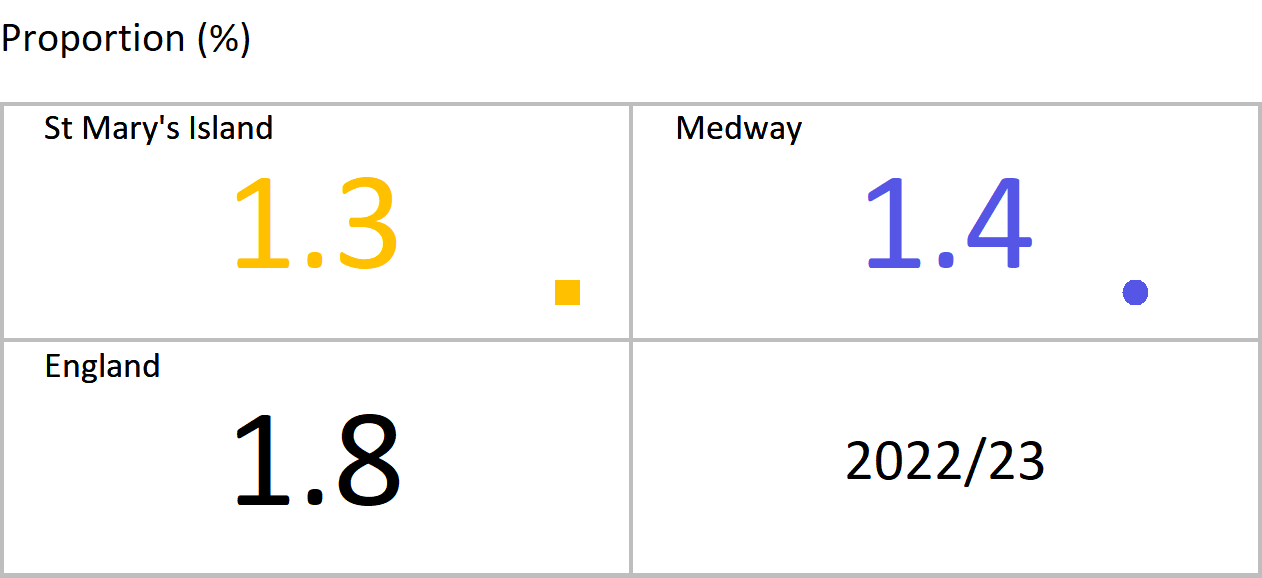 Proportion (%)
St Mary's Island
1.3
Medway
1.4
England
1.8
2022/23